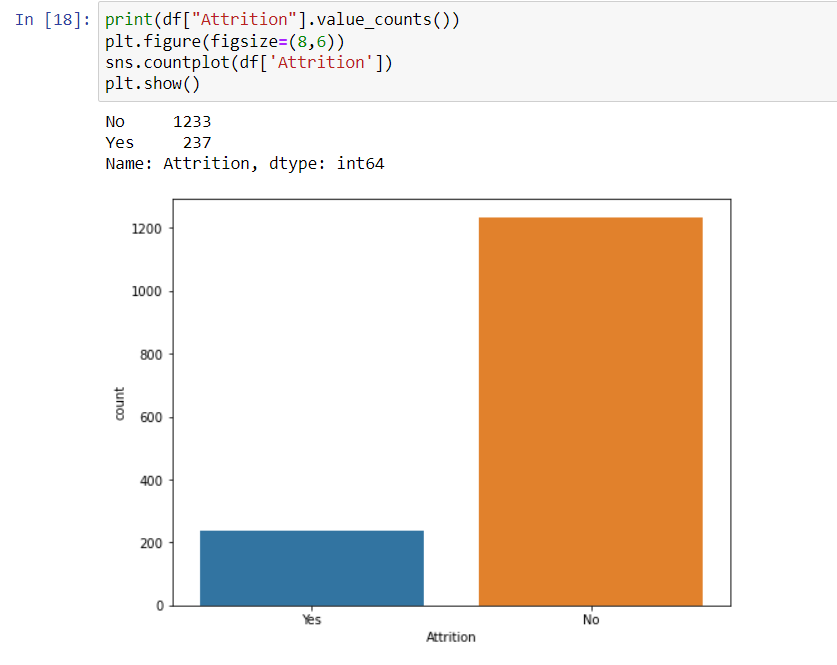 In [18]: print(df["Attrition"].value_counts())
plt.figure(figsize=(8,6))
sns.countplot(df['Attrition'])
plt.show()
No     1233
Yes     237
Name: Attrition, dtype: int64
1200
1000
800
600
400
200
0
count
Yes No
Attrition